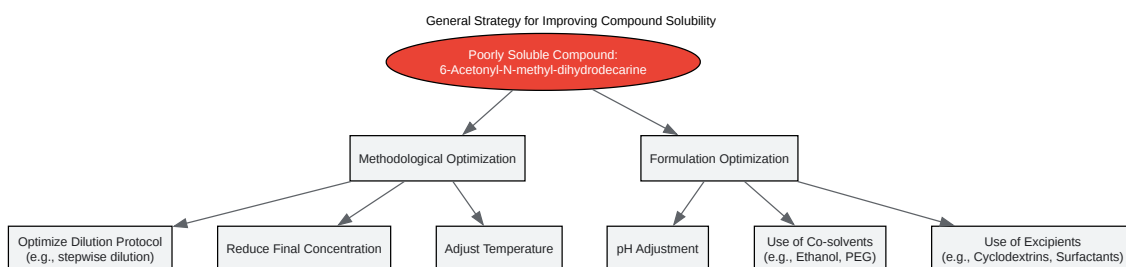 General Strategy for Improving Compound Solubility
Poorly Soluble Compound:
6-Acetonyl-N-methyl-dihydrodecarine
Methodological Optimization
Formulation Optimization
Optimize Dilution Protocol
(e.g., stepwise dilution)
Reduce Final Concentration
Adjust Temperature
pH Adjustment
Use of Co-solvents
(e.g., Ethanol, PEG)
Use of Excipients
(e.g., Cyclodextrins, Surfactants)